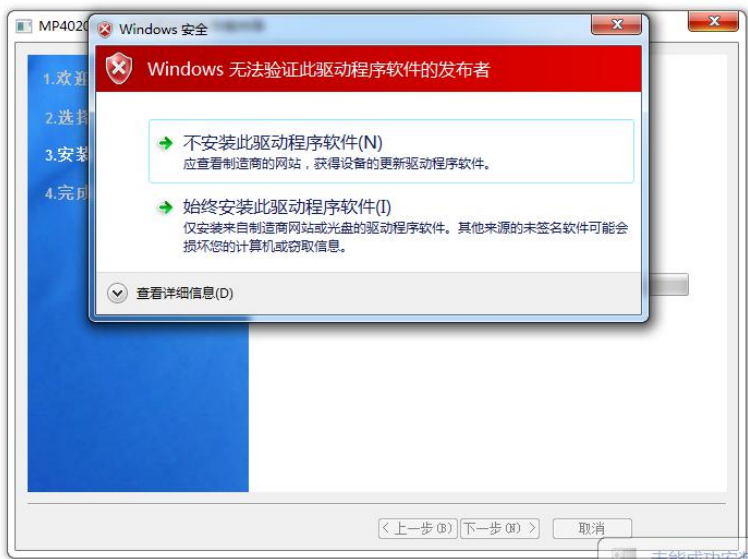 MP402
Windows 安全
Windows 无法验证此驱动程序软件的发布者
1.欢迎
2.选择
3.安装
4.完成
不安装此驱动程序软件(N)
应查看制造商的网站，获得设备的更新驱动程序软件。
始终安装此驱动程序软件(I)
仅安装来自制造商网站或光盘的驱动程序软件。其他来源的未签名软件可能会
损坏您的计算机或窃取信息。
查看详细信息(D)
< 上一步(B) 下一步(N) > 取消
未能成功安